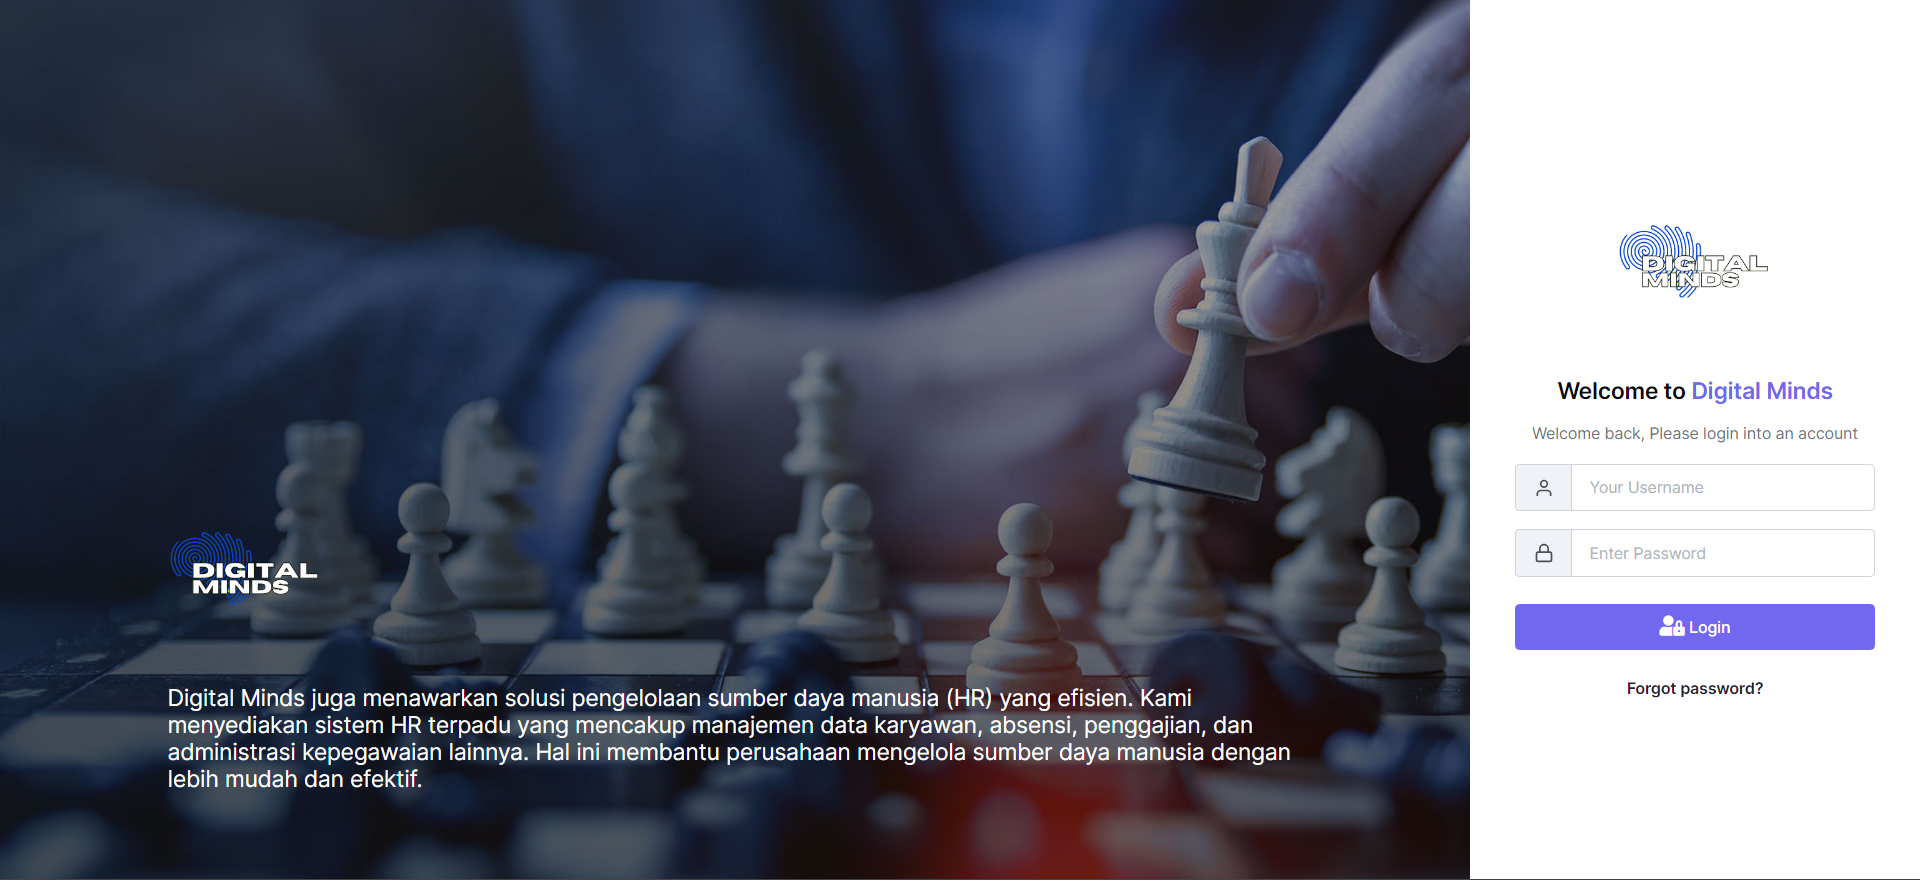 DIGITAL
MINDS
Digital Minds juga menawarkan solusi pengelolaan sumber daya manusia (HR) yang efisien. Kami
menyediakan sistem HR terpadu yang mencakup manajemen data karyawan, absensi, penggajian, dan
administrasi kepegawaian lainnya. Hal ini membantu perusahaan mengelola sumber daya manusia dengan
lebih mudah dan efektif.
DIGITAL
MINDS
Welcome to Digital Minds
Welcome back, Please login into an account
Your Username
Enter Password
Login
Forgot password?